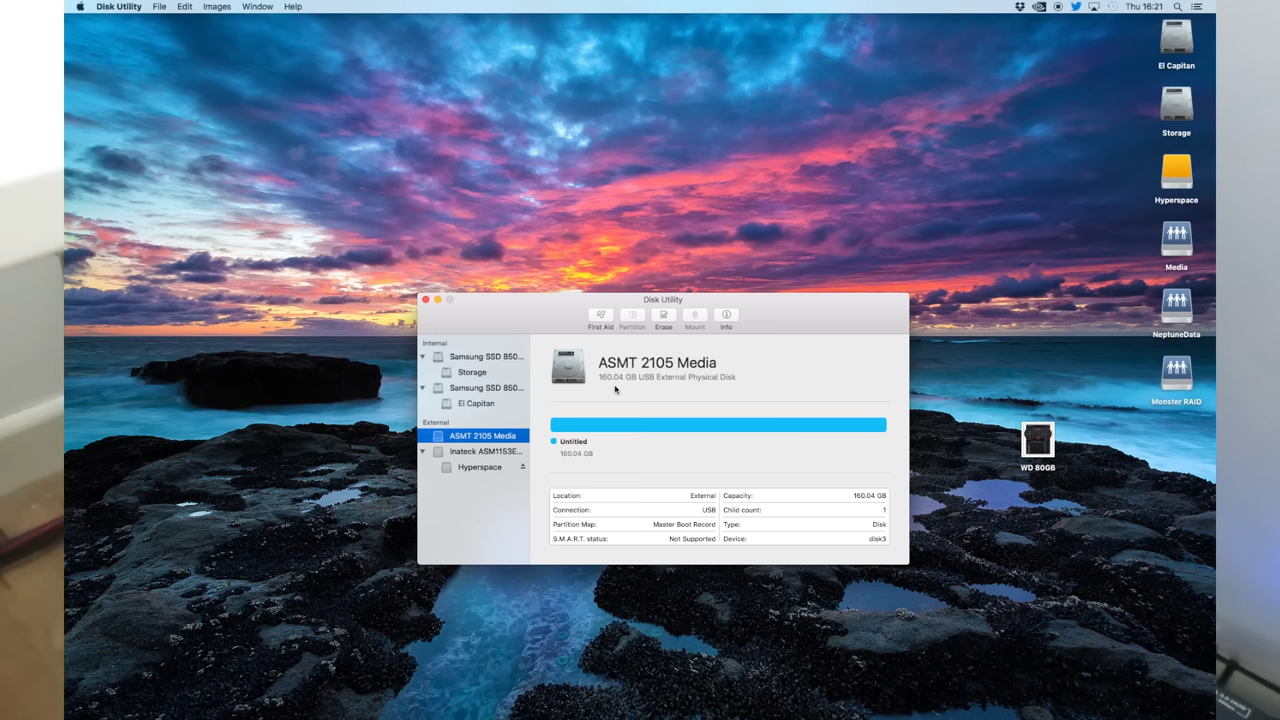 Disk Utility File Edit Images Window Help Thu 16:21
El Capitan
Storage
Hyperspace
Media
NeptuneData
Monster RAID
WD 80GB
Disk Utility
First Aid Partition Erase Mount Info
Internal
Samsung SSD 850...
Storage
Samsung SSD 850...
El Capitan
External
ASMT 2105 Media
Inateck ASM1153E...
Hyperspace
ASMT 2105 Media
160.04 GB USB External Physical Disk
Untitled
160.04 GB
Location: External Capacity: 160.04 GB
Connection: USB Child count: 1
Partition Map: Master Boot Record Type: Disk
S.M.A.R.T. status: Not Supported Device: disk3